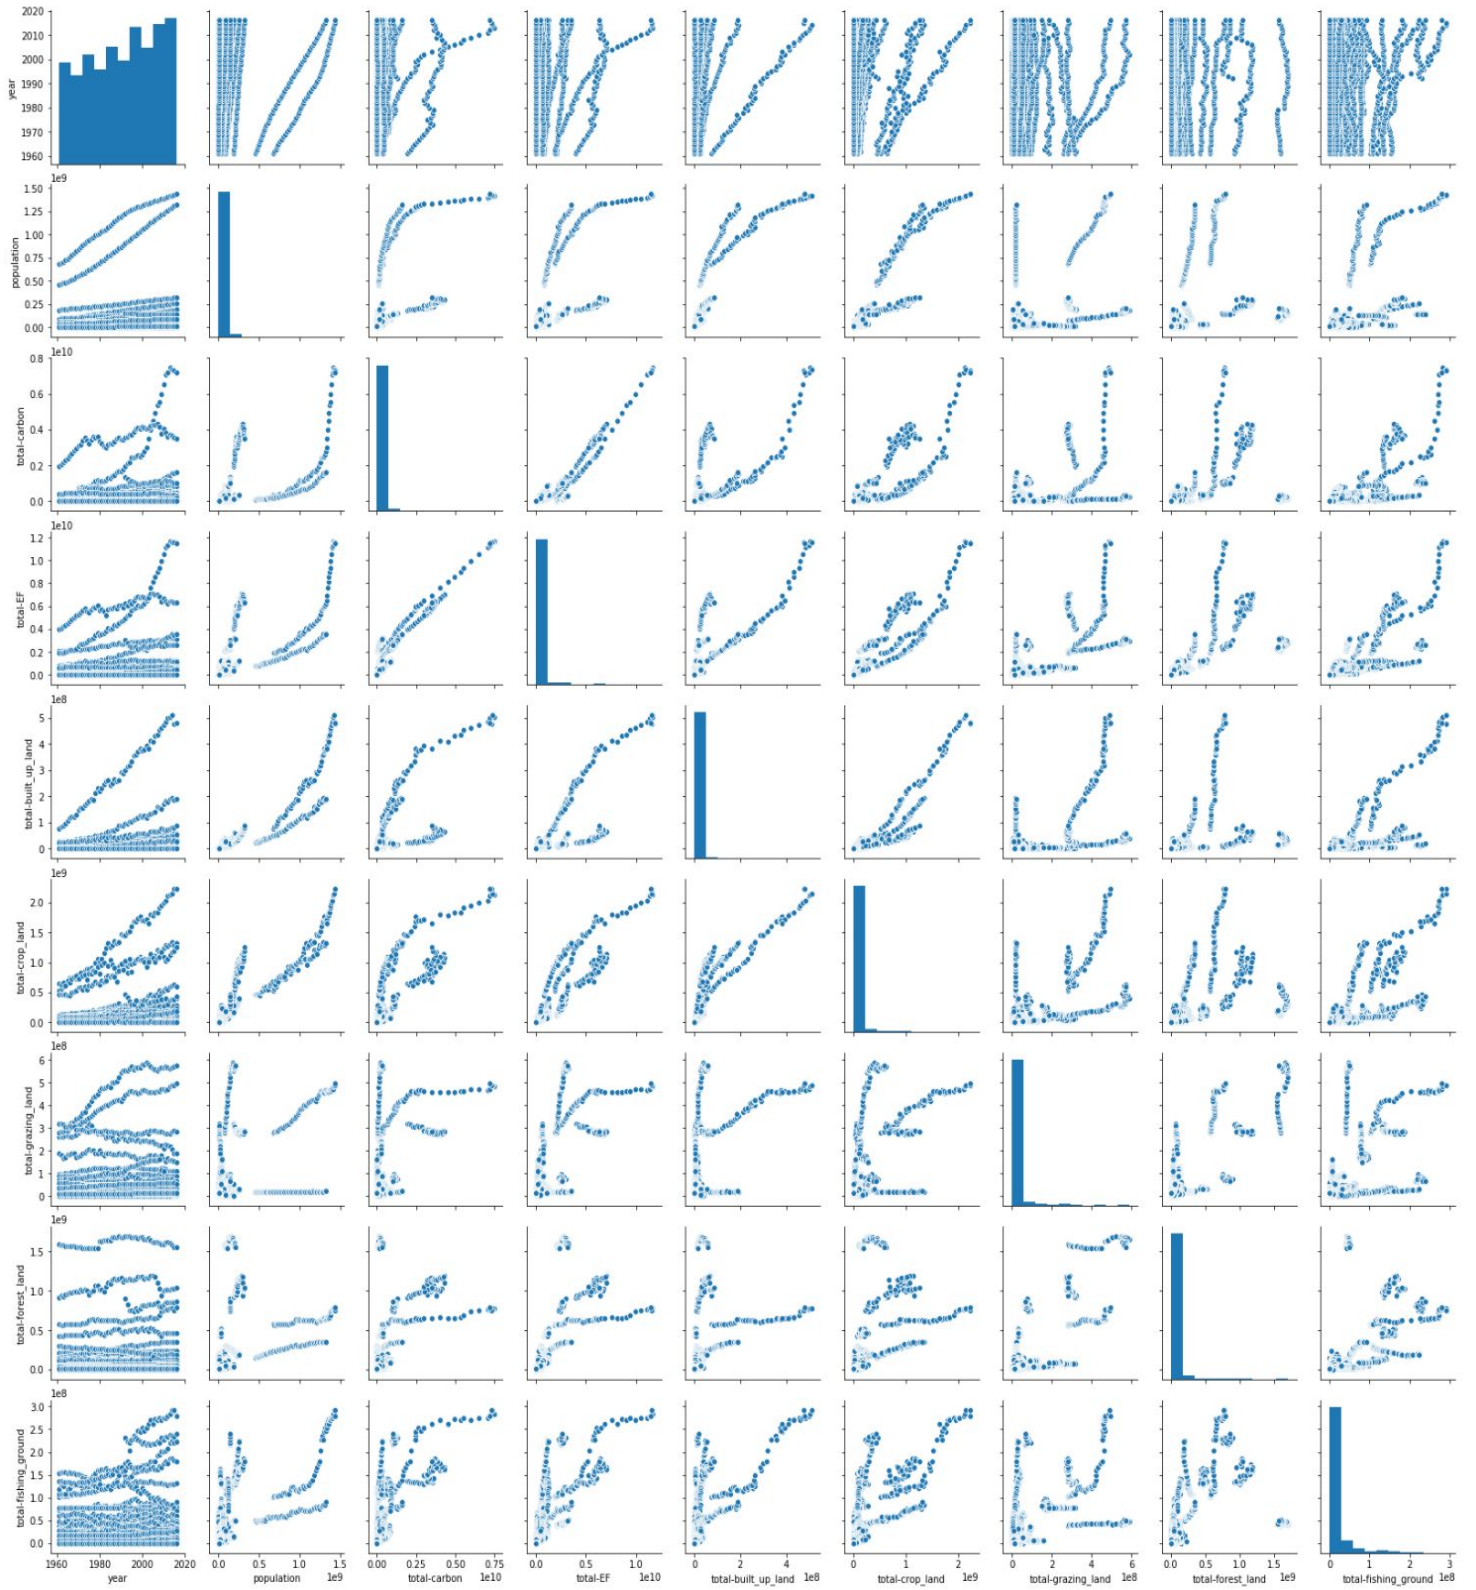 2020
2010
2000
1990
1980
1970
1960
year
1e9
1.50
1.25
1.00
0.75
0.50
0.25
0.00
population
1e10
0.8
0.6
0.4
0.2
0.0
total-carbon
1e10
1.2
1.0
0.8
0.6
0.4
0.2
0.0
total-EF
1e8
5
4
3
2
1
0
total-built_up_land
1e9
2.0
1.5
1.0
0.5
0.0
total-crop_land
1e8
6
5
4
3
2
1
0
total-grazing_land
1e9
1.5
1.0
0.5
0.0
total-forest_land
1e8
3.0
2.5
2.0
1.5
1.0
0.5
0.0
total-fishing_ground
1960 1980 2000 2020 0.0 0.5 1.0 1.5 0.00 0.25 0.50 0.75 0.0 0.5 1.0 0 2 4 0 1 2 0 2 4 6 0.0 0.5 1.0 1.5 0 1 2 3
year population 1e9 total-carbon 1e10 total-EF 1e10 total-built_up_land 1e8 total-crop_land 1e9 total-grazing_land 1e8 total-forest_land 1e9 total-fishing_ground 1e8